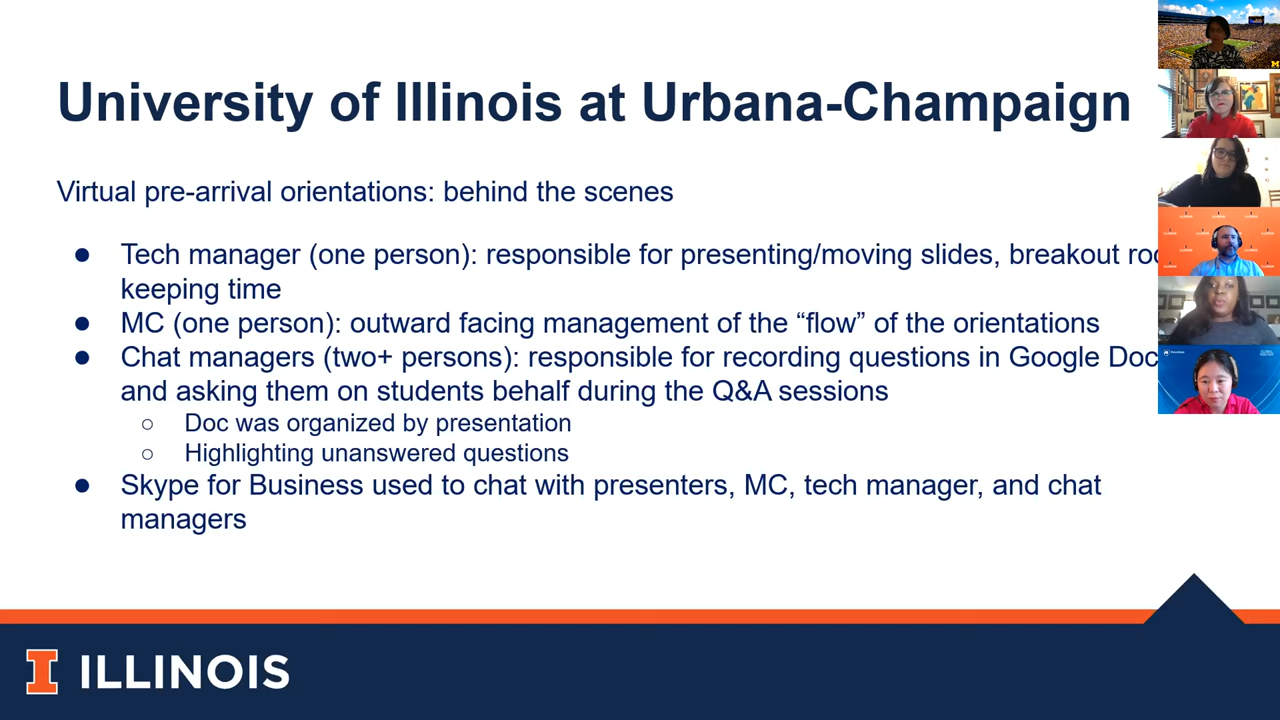 University of Illinois at Urbana-Champaign
Virtual pre-arrival orientations: behind the scenes
● Tech manager (one person): responsible for presenting/moving slides, breakout
keeping time
● MC (one person): outward facing management of the “flow” of the orientations
● Chat managers (two+ persons): responsible for recording questions in Google Doc
and asking them on students behalf during the Q&A sessions
○ Doc was organized by presentation
○ Highlighting unanswered questions
● Skype for Business used to chat with presenters, MC, tech manager, and chat
managers
I ILLINOIS